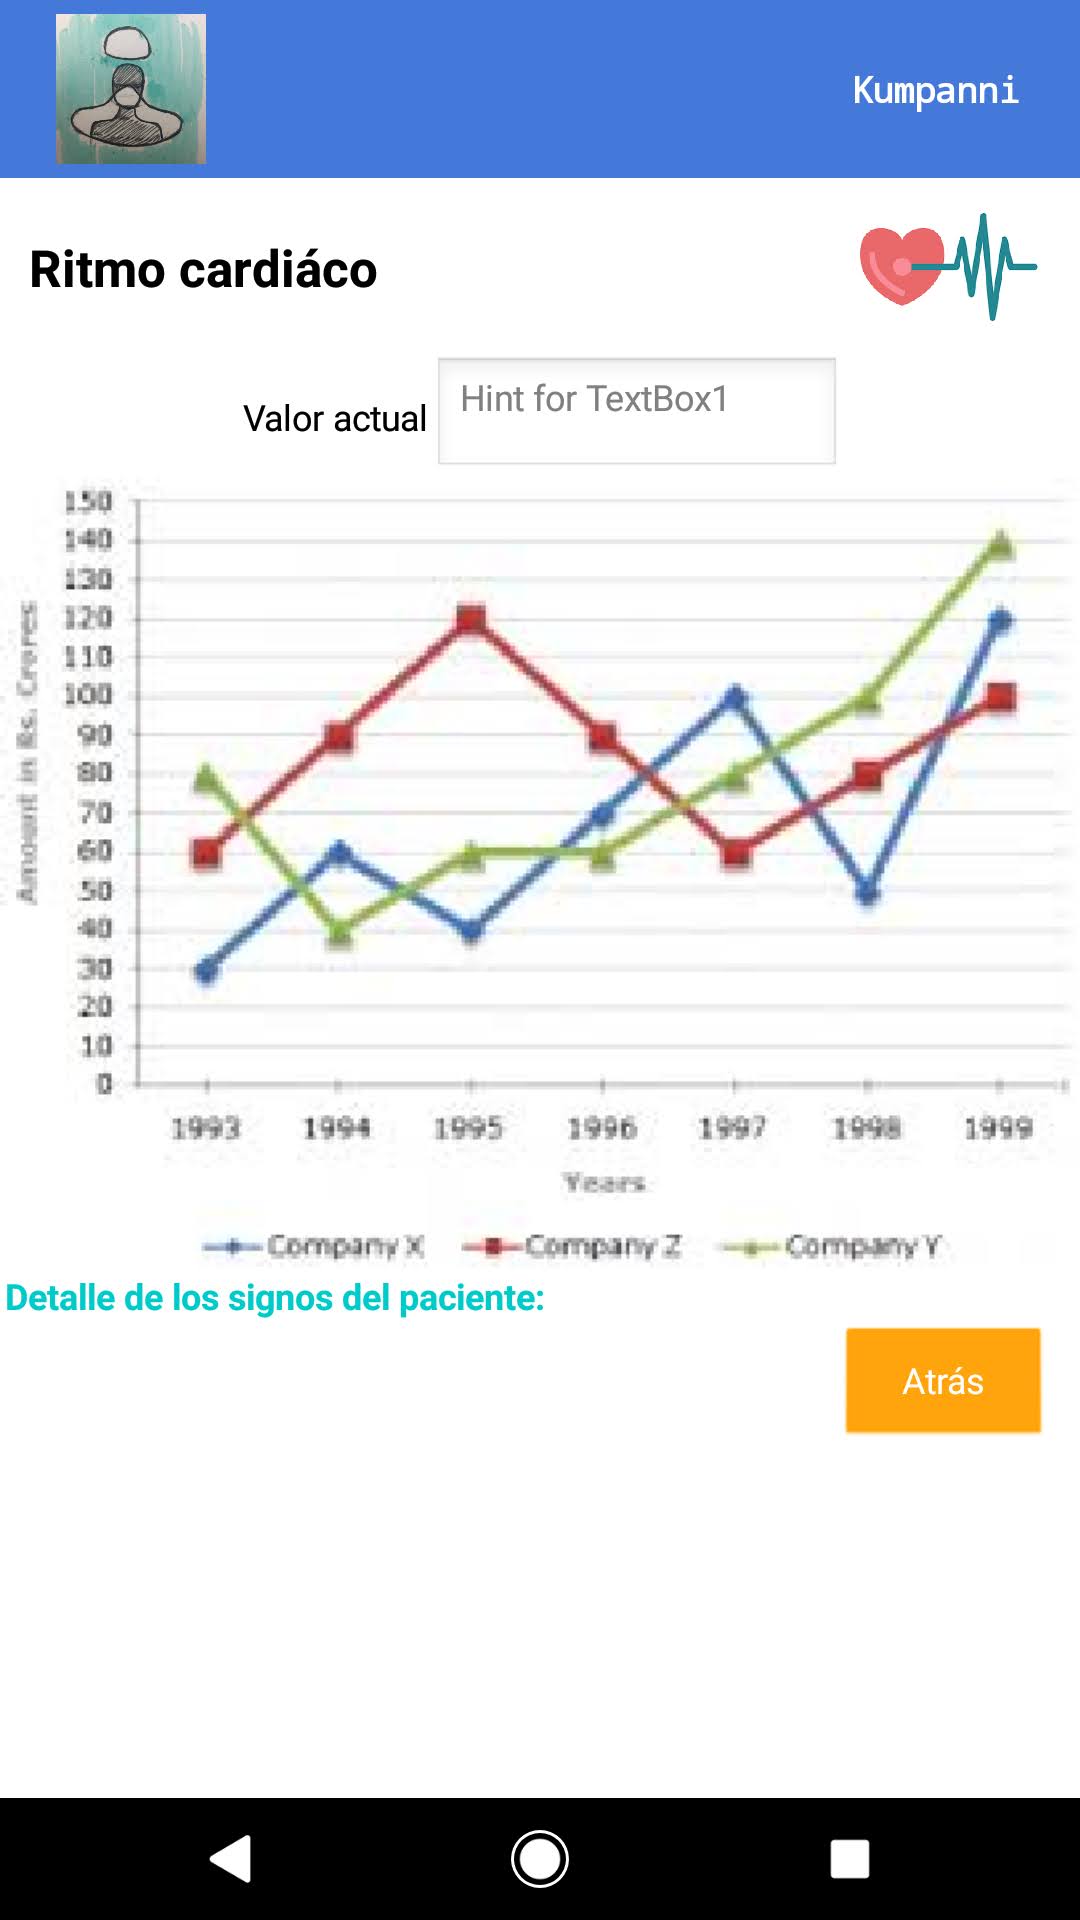 Kumpanni
Ritmo cardiáco
Valor actual
Hint for TextBox1
150
140
130
120
110
100
90
80
70
60
50
40
30
20
10
0
Amount in Rs. Crores
1993 1994 1995 1996 1997 1998 1999
Years
Company X Company Z Company Y
Detalle de los signos del paciente:
Atrás